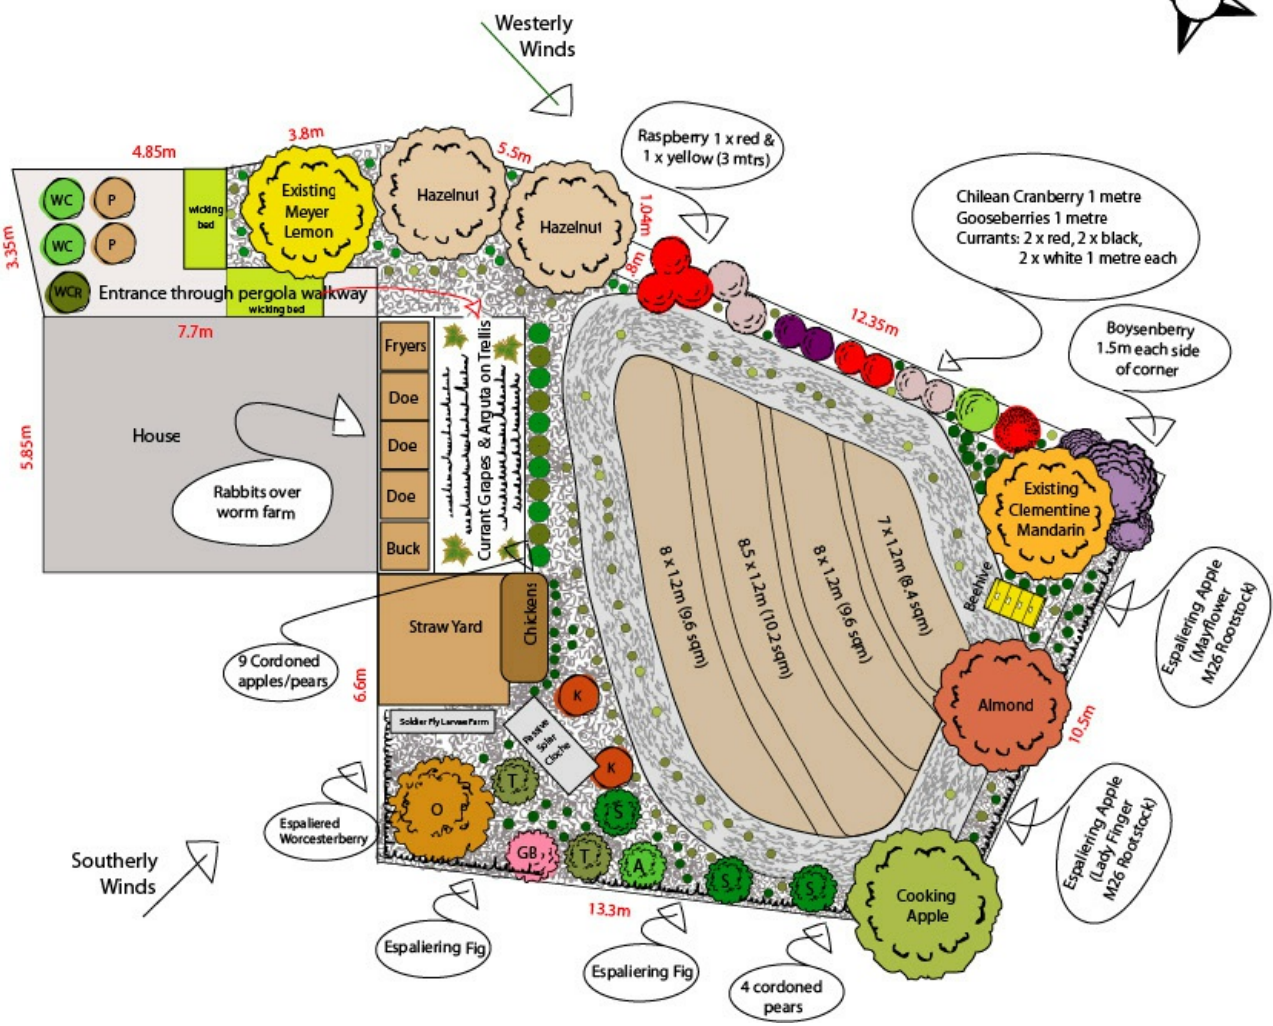 Westerly
Winds
3.8m
4.85m
5.5m
Raspberry 1 x red &
1 x yellow (3 mtrs)
WC
P
wicking
bed
Existing
Meyer
Lemon
Hazelnut
Hazelnut
Chilean Cranberry 1 metre
Gooseberries 1 metre
Currants: 2 x red, 2 x black,
2 x white 1 metre each
1.04m
.8m
3.35m
WC
P
WCR
Entrance through pergola walkway
wicking bed
12.35m
Boysenberry
1.5m each side
of corner
7.7m
Fryers
Doe
Doe
Doe
Buck
Currant Grapes & Arguta on Trellis
House
5.85m
Rabbits over
worm farm
8 x 1.2m (9.6 sqm)
8.5 x 1.2m (10.2 sqm)
8 x 1.2m (9.6 sqm)
7 x 1.2m (8.4 sqm)
Existing
Clementine
Mandarin
Beehive
Espaliering Apple
(Mayflower
M26 Rootstock)
Straw Yard
Chickens
9 Cordoned
apples/pears
6.6m
K
Almond
10.5m
Soldier Fly Larvae Farm
Passive
Solar
Cloche
K
T
O
S
Espaliered
Worcesterberry
GB
T
A
S
S
Cooking
Apple
Espaliering Apple
(Lady Finger
M26 Rootstock)
Southerly
Winds
13.3m
Espaliering Fig
Espaliering Fig
4 cordoned
pears